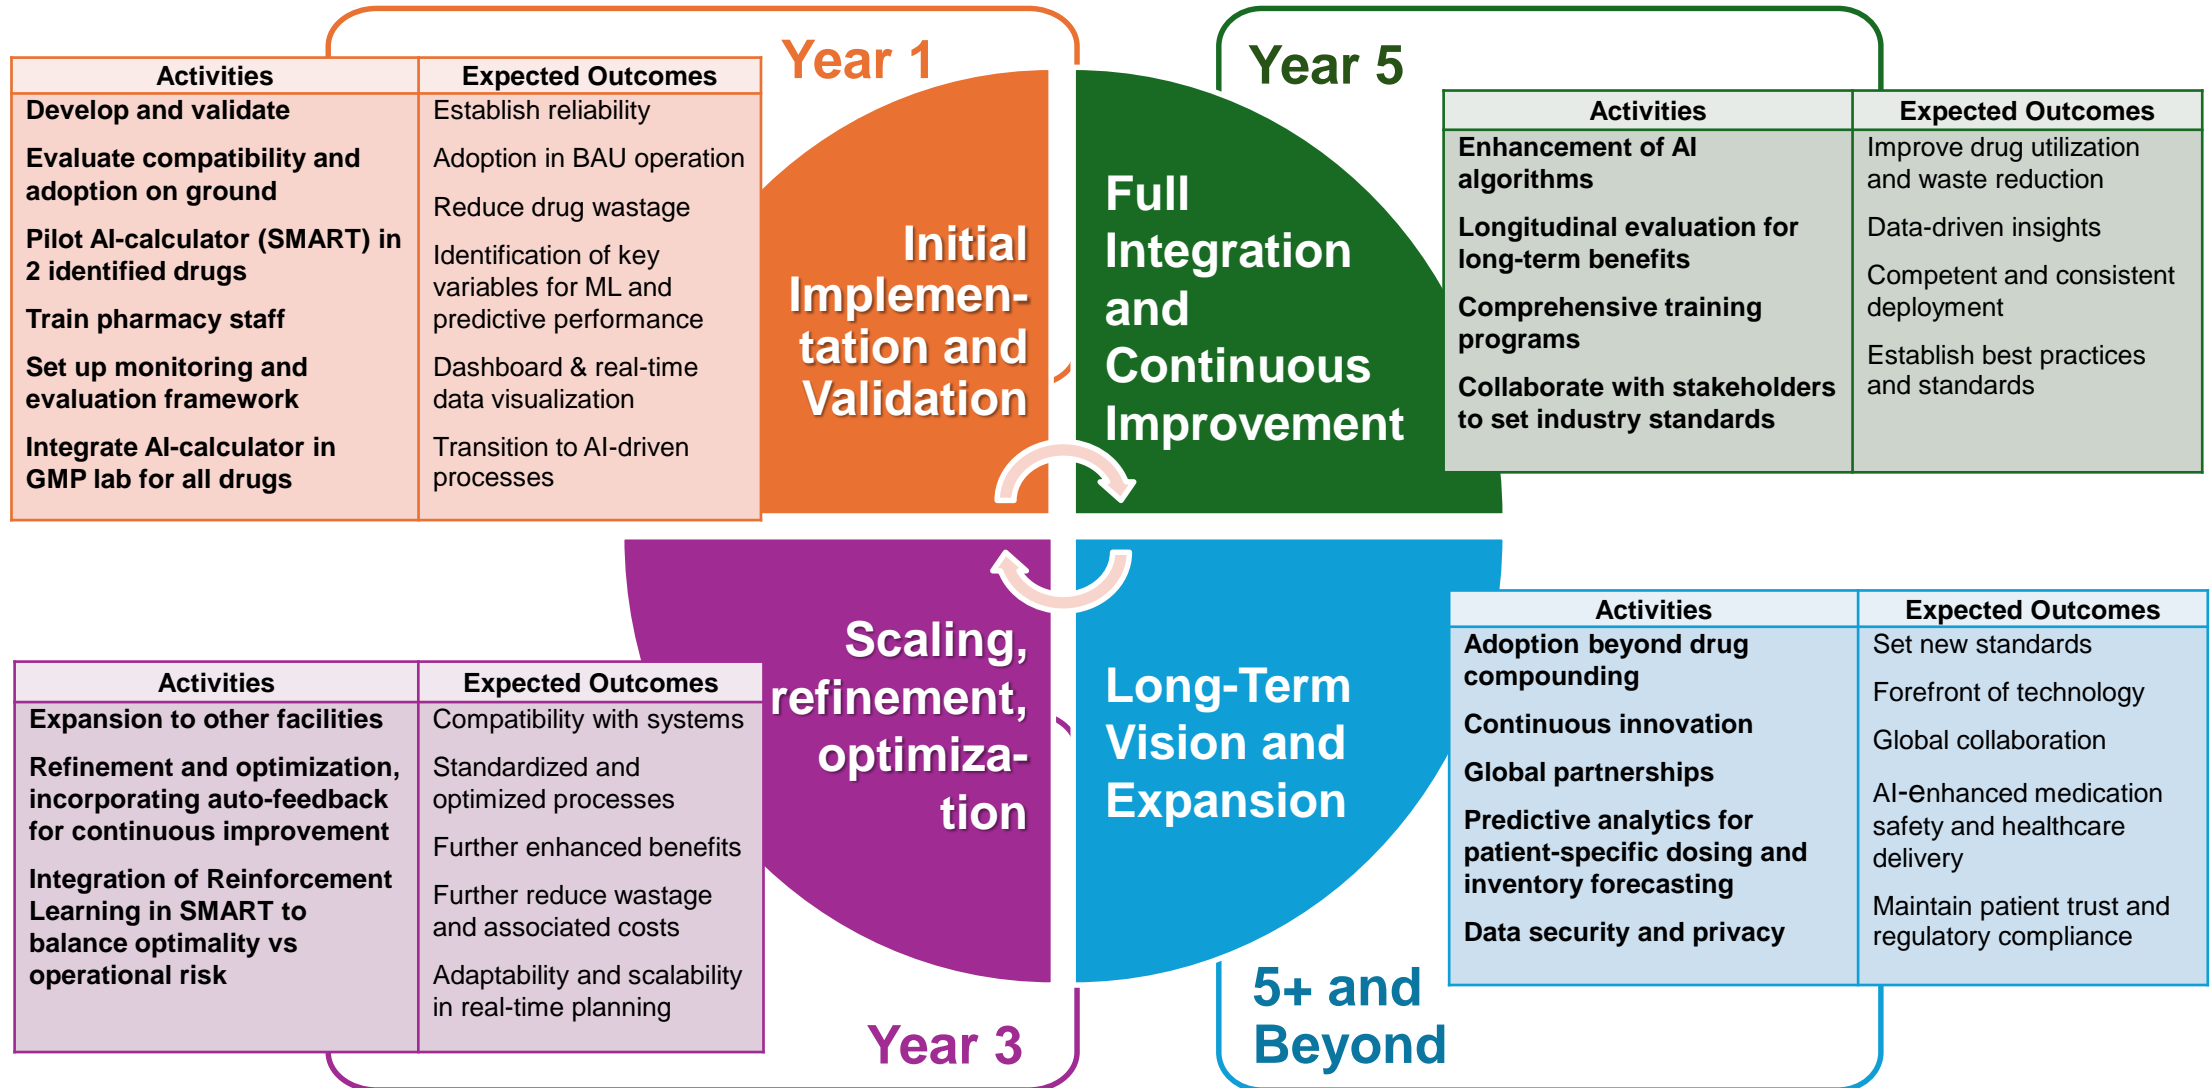 Year 1
Activities
Expected Outcomes
Develop and validate
Evaluate compatibility and
adoption on ground
Pilot AI-calculator (SMART) in
2 identified drugs
Train pharmacy staff
Set up monitoring and
evaluation framework
Integrate AI-calculator in
GMP lab for all drugs
Establish reliability
Adoption in BAU operation
Reduce drug wastage
Identification of key
variables for ML and
predictive performance
Dashboard & real-time
data visualization
Transition to AI-driven
processes
Initial
Implemen-
tation and
Validation
Year 5
Full
Integration
and
Continuous
Improvement
Activities
Expected Outcomes
Enhancement of AI
algorithms
Longitudinal evaluation for
long-term benefits
Comprehensive training
programs
Collaborate with stakeholders
to set industry standards
Improve drug utilization
and waste reduction
Data-driven insights
Competent and consistent
deployment
Establish best practices
and standards
Activities
Expected Outcomes
Expansion to other facilities
Refinement and optimization,
incorporating auto-feedback
for continuous improvement
Integration of Reinforcement
Learning in SMART to
balance optimality vs
operational risk
Compatibility with systems
Standardized and
optimized processes
Further enhanced benefits
Further reduce wastage
and associated costs
Adaptability and scalability
in real-time planning
Scaling,
refinement,
optimiza-
tion
Year 3
Long-Term
Vision and
Expansion
Activities
Expected Outcomes
Adoption beyond drug
compounding
Continuous innovation
Global partnerships
Predictive analytics for
patient-specific dosing and
inventory forecasting
Data security and privacy
Set new standards
Forefront of technology
Global collaboration
AI-enhanced medication
safety and healthcare
delivery
Maintain patient trust and
regulatory compliance
5+ and
Beyond